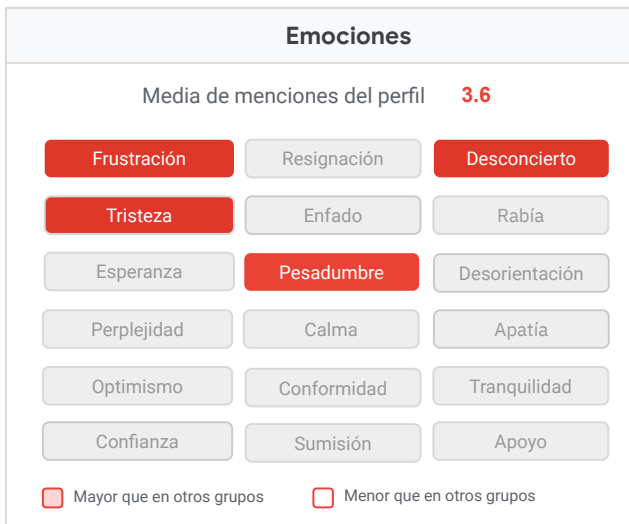 Emociones
Media de menciones del perfil 3.6
Frustración Resignación Desconcierto
Tristeza Enfado Rabía
Esperanza Pesadumbre Desorientación
Perplejidad Calma Apatía
Optimismo Conformidad Tranquilidad
Confianza Sumisión Apoyo
Mayor que en otros grupos Menor que en otros grupos